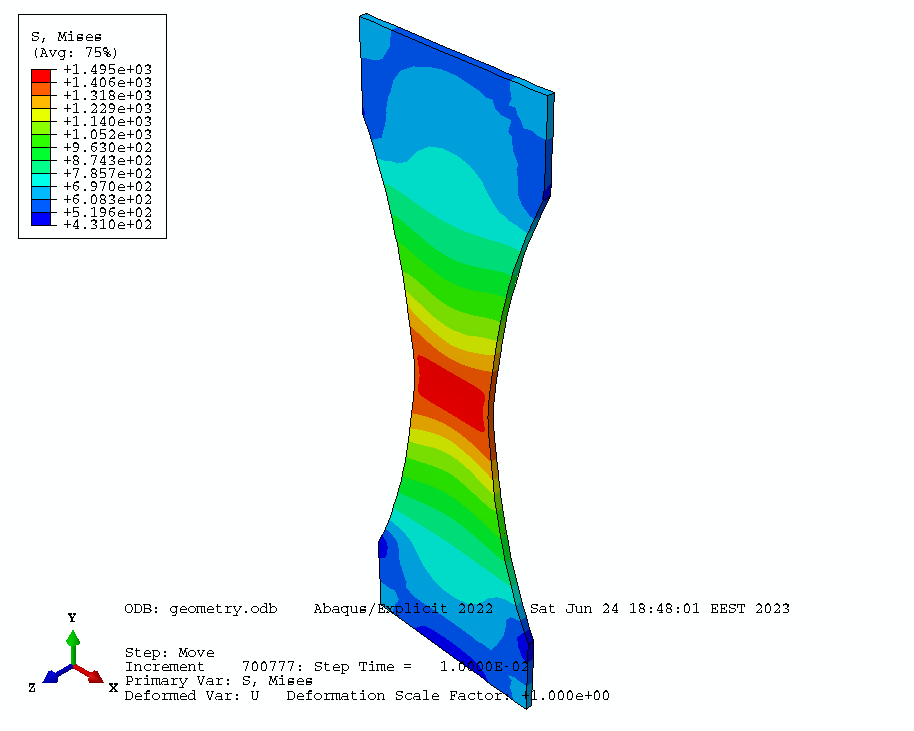 S, Mises
(Avg: 75%)
+1.495e+03
+1.406e+03
+1.318e+03
+1.229e+03
+1.140e+03
+1.052e+03
+9.630e+02
+8.743e+02
+7.857e+02
+6.970e+02
+6.083e+02
+5.196e+02
+4.310e+02
ODB: geometry.odb Abaqus/Explicit 2022 Sat Jun 24 18:48:01 EEST 2023
Y
Z
X
Step: Move
Increment 700777: Step Time = 1.0000E-02
Primary Var: S, Mises
Deformed Var: U Deformation Scale Factor: +1.000e+00